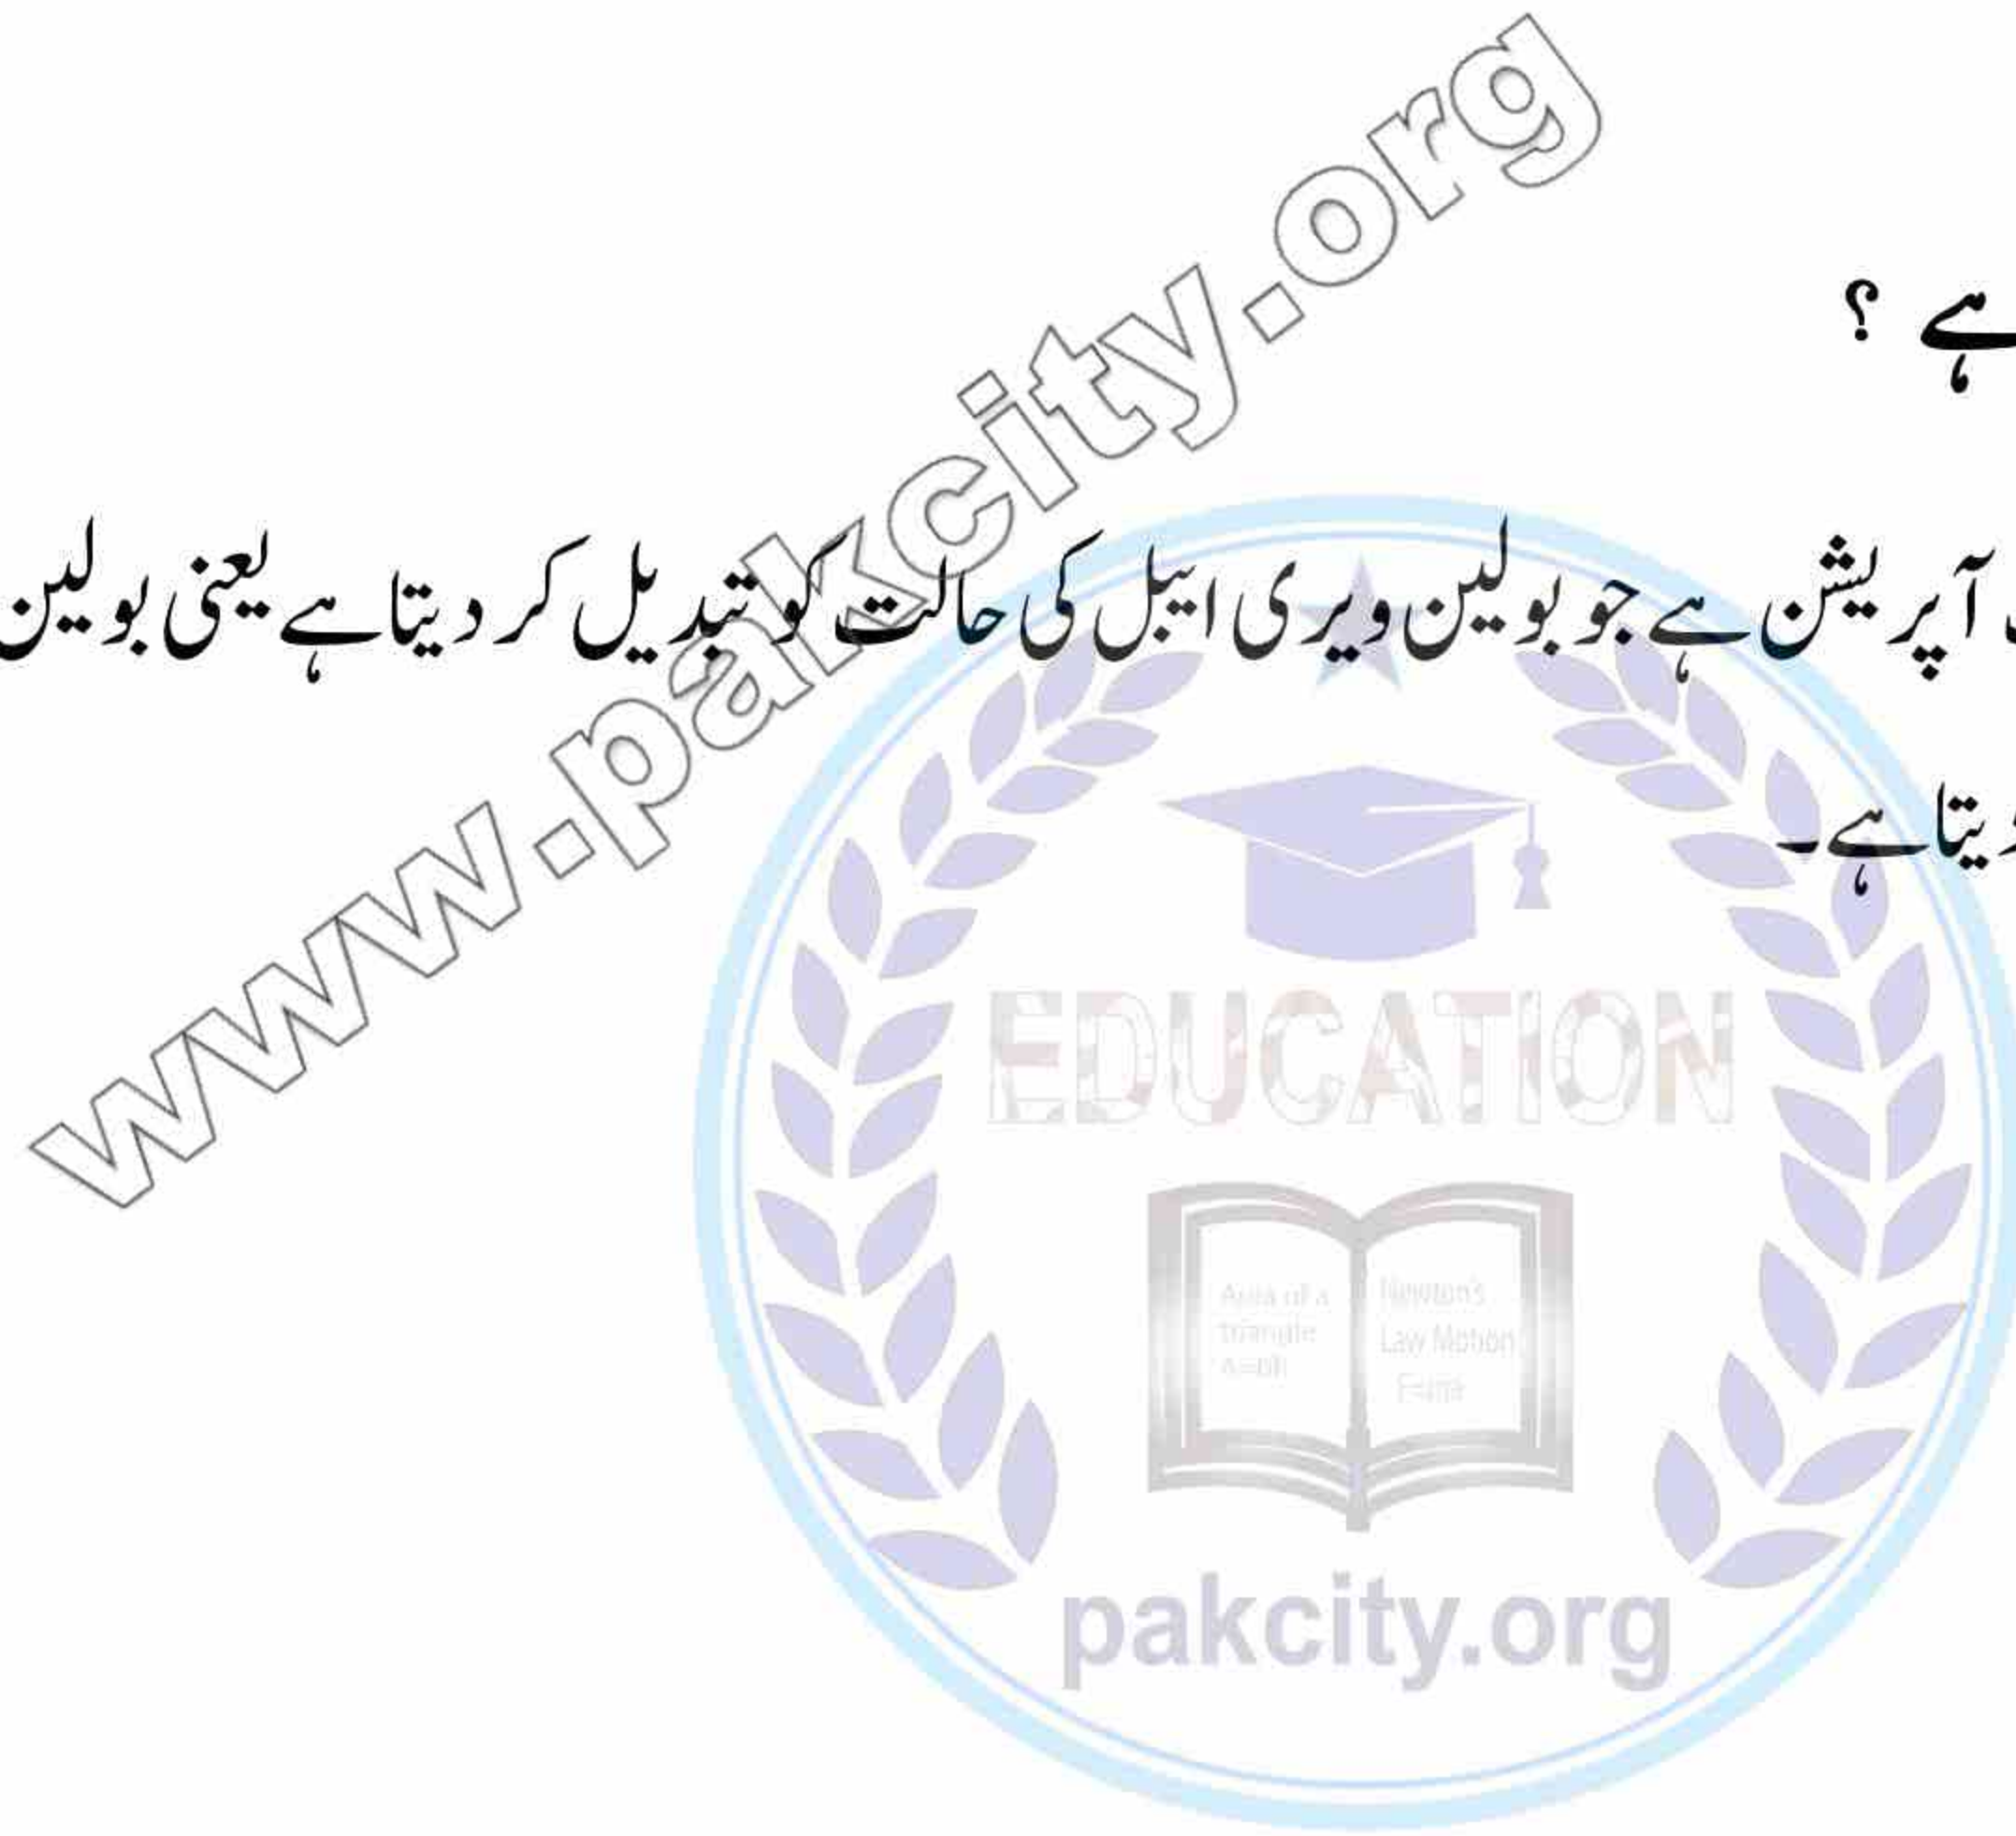 ہے ؟
آپریشن ہے جو بولین ویری ایبل کی حالت کو تبدیل کر دیتا ہے یعنی بولین
دیتا ہے۔
www.pakcity.org
EDUCATION
Area of a
triangle
Newton's
Law Motion
pakcity.org